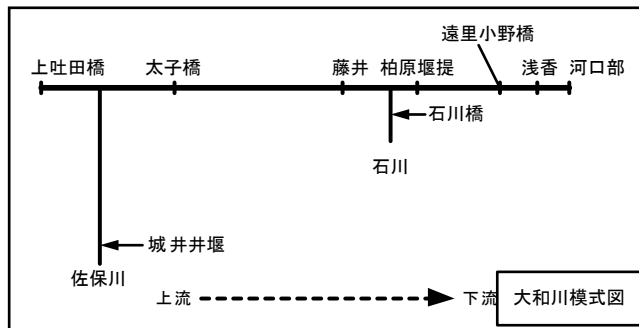 遠里小野橋
上吐田橋 太子橋 藤井 柏原堰提 浅香 河口部
石川橋
石川
城井井堰
佐保川
上流 下流 大和川模式図